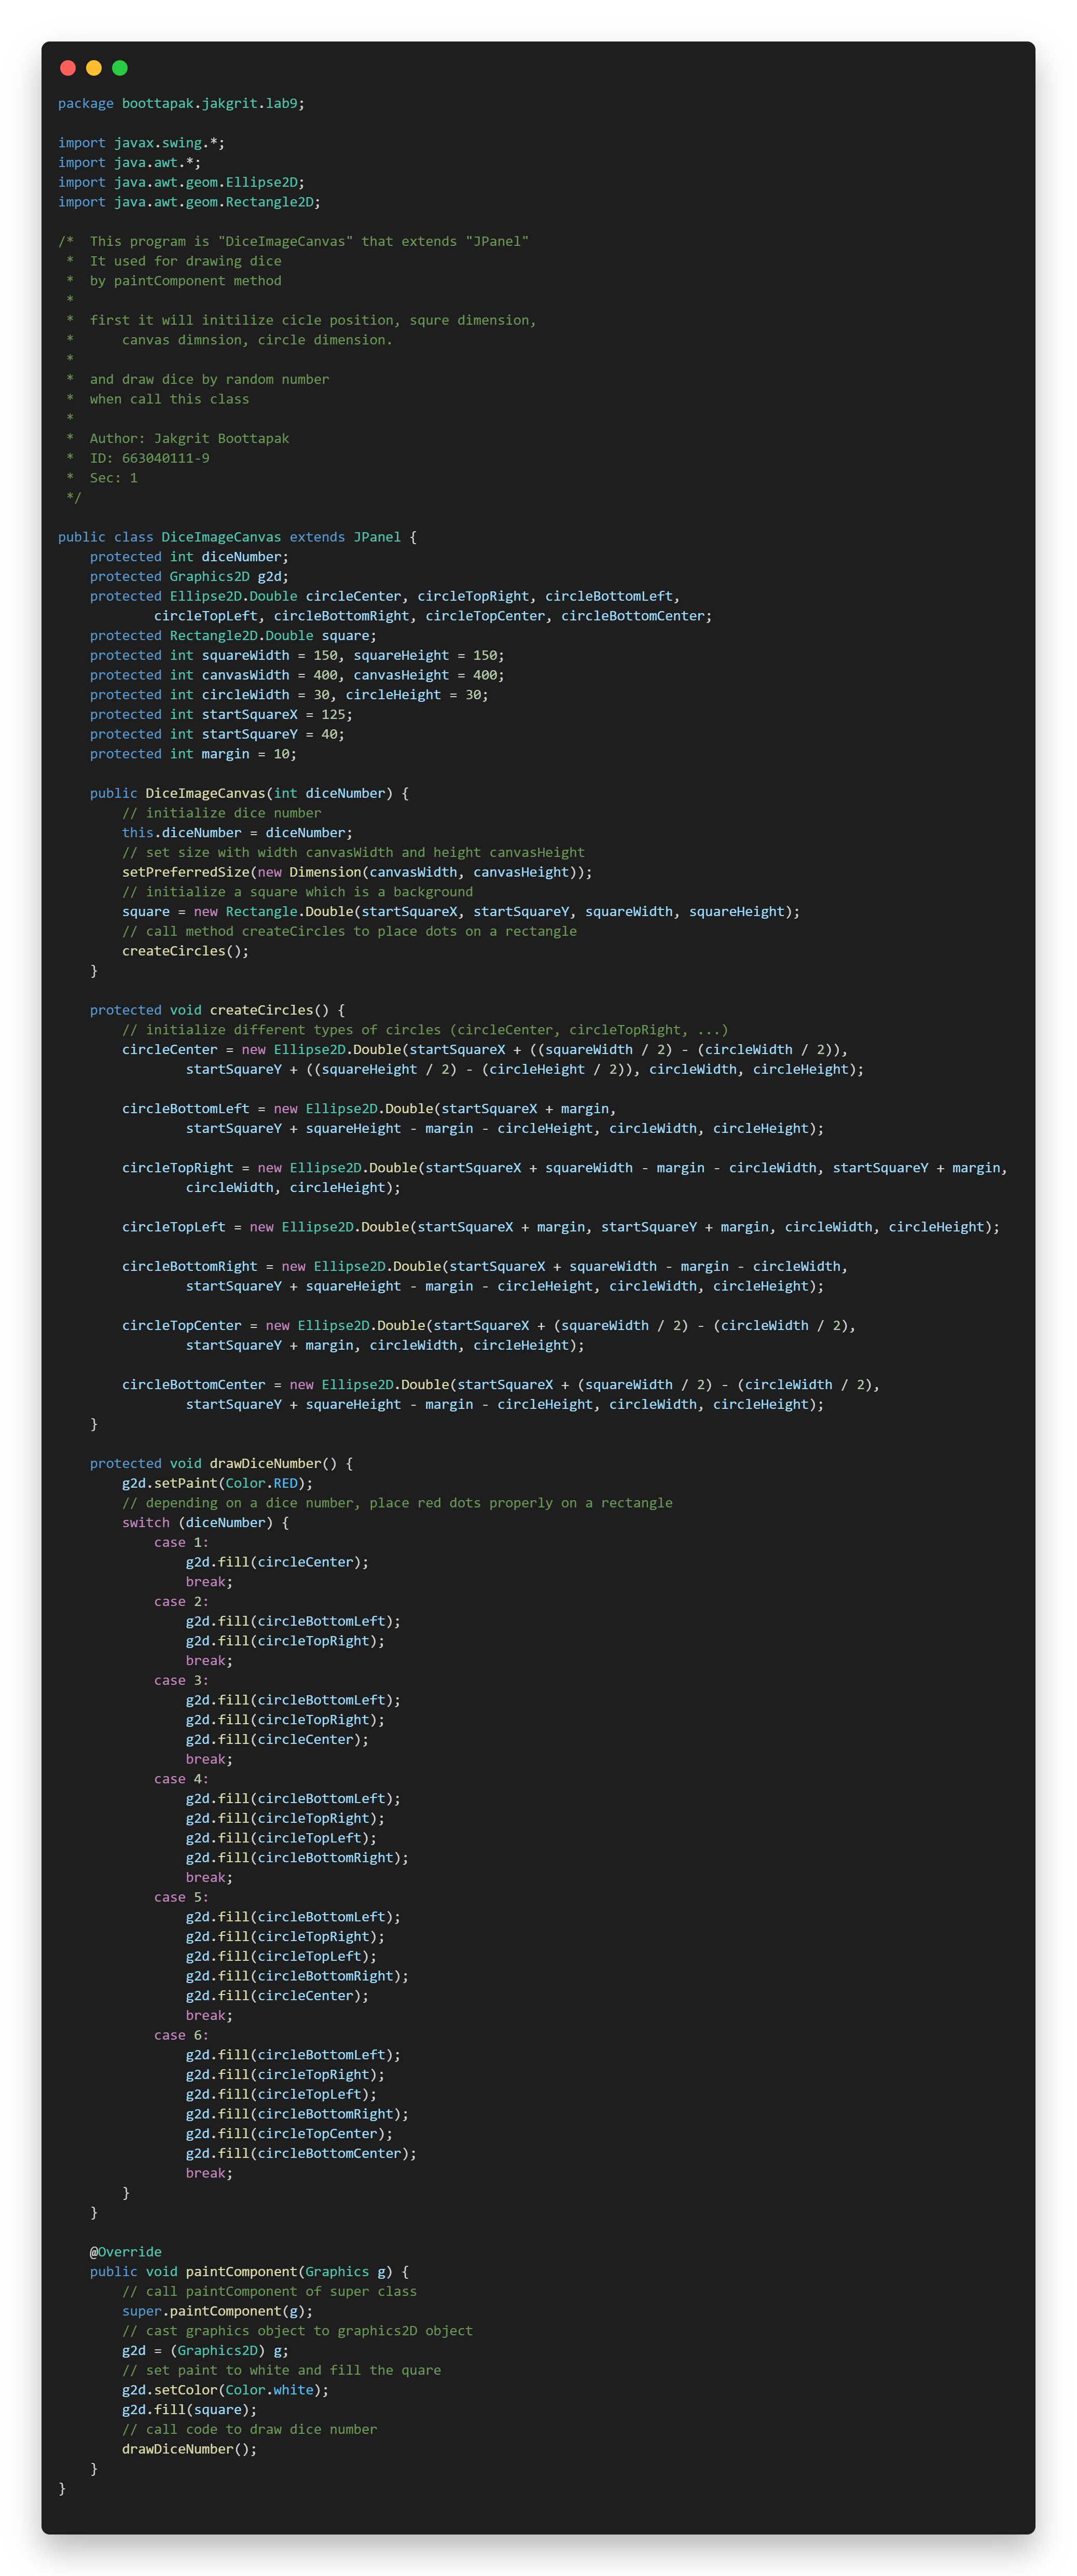 package boottapak.jakgrit.lab9;

import javax.swing.*;
import java.awt.*;
import java.awt.geom.Ellipse2D;
import java.awt.geom.Rectangle2D;

/*  This program is "DiceImageCanvas" that extends "JPanel"
 *  It used for drawing dice
 *  by paintComponent method
 *
 *  first it will initilize cicle position, squre dimension,
 *      canvas dimnsion, circle dimension.
 *
 *  and draw dice by random number
 *  when call this class
 *
 *  Author: Jakgrit Boottapak
 *  ID: 663040111-9
 *  Sec: 1
 */

public class DiceImageCanvas extends JPanel {
    protected int diceNumber;
    protected Graphics2D g2d;
    protected Ellipse2D.Double circleCenter, circleTopRight, circleBottomLeft,
            circleTopLeft, circleBottomRight, circleTopCenter, circleBottomCenter;
    protected Rectangle2D.Double square;
    protected int squareWidth = 150, squareHeight = 150;
    protected int canvasWidth = 400, canvasHeight = 400;
    protected int circleWidth = 30, circleHeight = 30;
    protected int startSquareX = 125;
    protected int startSquareY = 40;
    protected int margin = 10;

    public DiceImageCanvas(int diceNumber) {
        // initialize dice number
        this.diceNumber = diceNumber;
        // set size with width canvasWidth and height canvasHeight
        setPreferredSize(new Dimension(canvasWidth, canvasHeight));
        // initialize a square which is a background
        square = new Rectangle.Double(startSquareX, startSquareY, squareWidth, squareHeight);
        // call method createCircles to place dots on a rectangle
        createCircles();
    }

    protected void createCircles() {
        // initialize different types of circles (circleCenter, circleTopRight, ...)
        circleCenter = new Ellipse2D.Double(startSquareX + ((squareWidth / 2) - (circleWidth / 2)),
                startSquareY + ((squareHeight / 2) - (circleHeight / 2)), circleWidth, circleHeight);

        circleBottomLeft = new Ellipse2D.Double(startSquareX + margin,
                startSquareY + squareHeight - margin - circleHeight, circleWidth, circleHeight);

        circleTopRight = new Ellipse2D.Double(startSquareX + squareWidth - margin - circleWidth, startSquareY + margin,
                circleWidth, circleHeight);

        circleTopLeft = new Ellipse2D.Double(startSquareX + margin, startSquareY + margin, circleWidth, circleHeight);

        circleBottomRight = new Ellipse2D.Double(startSquareX + squareWidth - margin - circleWidth,
                startSquareY + squareHeight - margin - circleHeight, circleWidth, circleHeight);

        circleTopCenter = new Ellipse2D.Double(startSquareX + (squareWidth / 2) - (circleWidth / 2),
                startSquareY + margin, circleWidth, circleHeight);

        circleBottomCenter = new Ellipse2D.Double(startSquareX + (squareWidth / 2) - (circleWidth / 2),
                startSquareY + squareHeight - margin - circleHeight, circleWidth, circleHeight);
    }

    protected void drawDiceNumber() {
        g2d.setPaint(Color.RED);
        // depending on a dice number, place red dots properly on a rectangle
        switch (diceNumber) {
            case 1:
                g2d.fill(circleCenter);
                break;
            case 2:
                g2d.fill(circleBottomLeft);
                g2d.fill(circleTopRight);
                break;
            case 3:
                g2d.fill(circleBottomLeft);
                g2d.fill(circleTopRight);
                g2d.fill(circleCenter);
                break;
            case 4:
                g2d.fill(circleBottomLeft);
                g2d.fill(circleTopRight);
                g2d.fill(circleTopLeft);
                g2d.fill(circleBottomRight);
                break;
            case 5:
                g2d.fill(circleBottomLeft);
                g2d.fill(circleTopRight);
                g2d.fill(circleTopLeft);
                g2d.fill(circleBottomRight);
                g2d.fill(circleCenter);
                break;
            case 6:
                g2d.fill(circleBottomLeft);
                g2d.fill(circleTopRight);
                g2d.fill(circleTopLeft);
                g2d.fill(circleBottomRight);
                g2d.fill(circleTopCenter);
                g2d.fill(circleBottomCenter);
                break;
        }
    }

    @Override
    public void paintComponent(Graphics g) {
        // call paintComponent of super class
        super.paintComponent(g);
        // cast graphics object to graphics2D object
        g2d = (Graphics2D) g;
        // set paint to white and fill the quare
        g2d.setColor(Color.white);
        g2d.fill(square);
        // call code to draw dice number
        drawDiceNumber();
    }
}